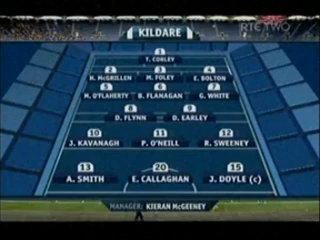 RTÉ TWO
KILDARE
1
T. CORLEY
2 3 4
H. McGRILLEN M. FOLEY E. BOLTON
5 6 7
M. O'FLAHERTY B. FLANAGAN G. WHITE
8 9
D. FLYNN D. EARLEY
10 11 12
J. KAVANAGH P. O'NEILL R. SWEENEY
13 20 15
A. SMITH E. CALLAGHAN J. DOYLE (c)
MANAGER: KIERAN McGEENEY